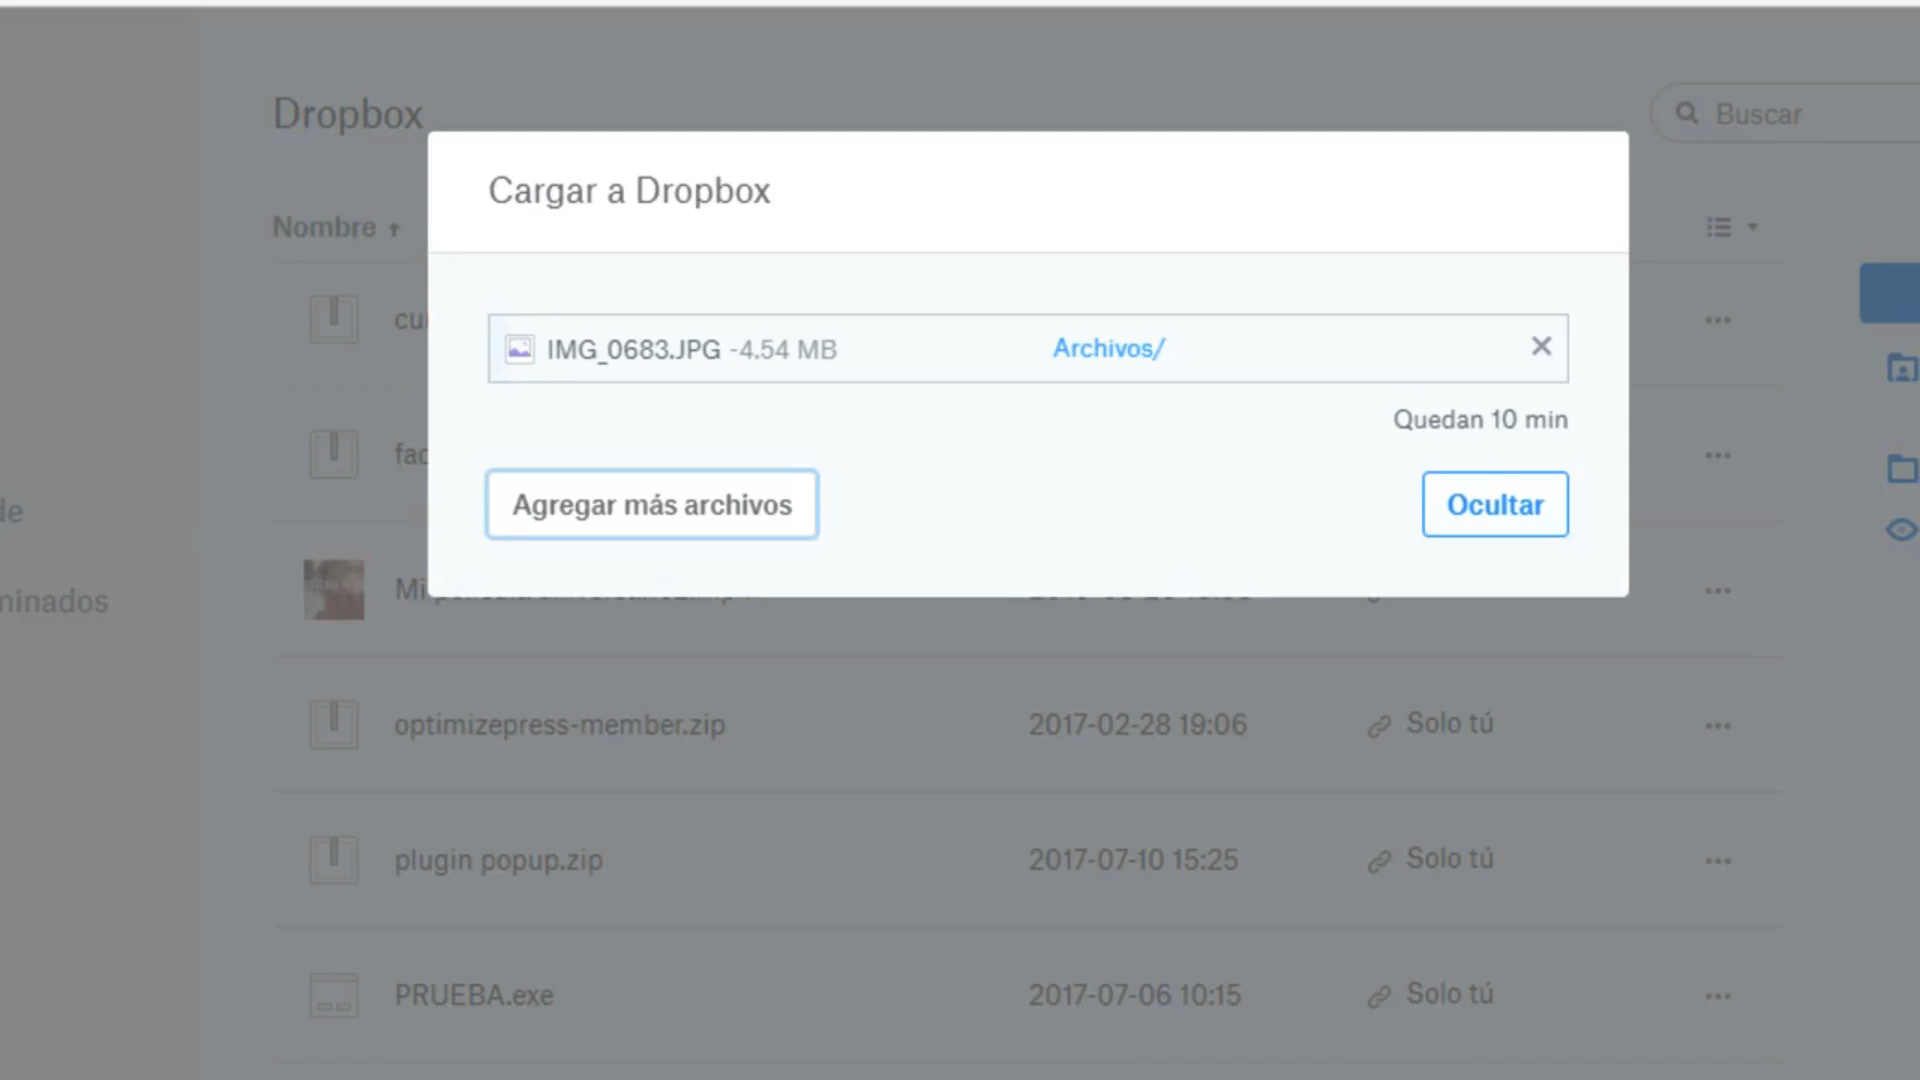 Dropbox
Buscar
Cargar a Dropbox
Nombre
IMG_0683.JPG -4.54 MB Archivos/
Quedan 10 min
Agregar más archivos Ocultar
optimizepress-member.zip 2017-02-28 19:06 Solo tú
plugin popup.zip 2017-07-10 15:25 Solo tú
PRUEBA.exe 2017-07-06 10:15 Solo tú